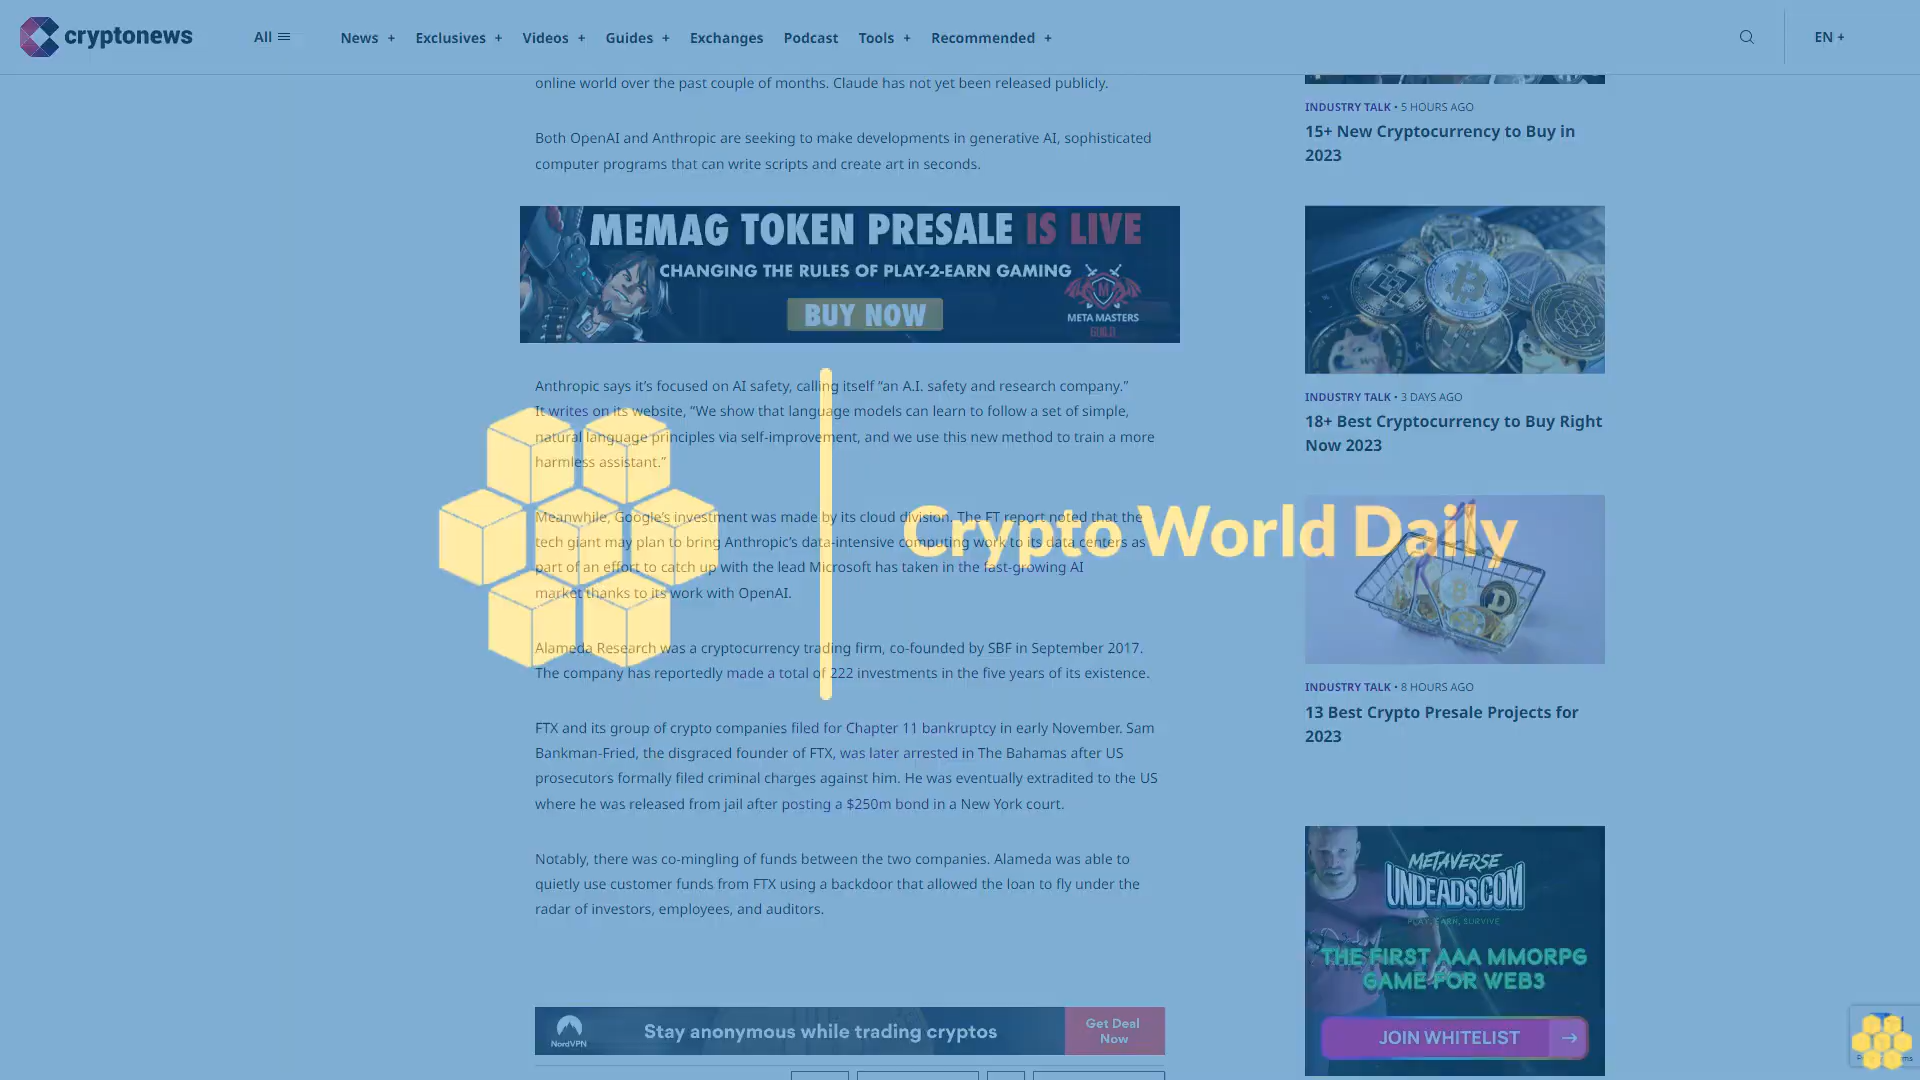 cryptonews
All
News + Exclusives + Videos + Guides + Exchanges Podcast Tools + Recommended +
EN +
online world over the past couple of months. Claude has not yet been released publicly.
Both OpenAI and Anthropic are seeking to make developments in generative AI, sophisticated
computer programs that can write scripts and create art in seconds.
MEMAG TOKEN PRESALE IS LIVE
CHANGING THE RULES OF PLAY-2-EARN GAMING
BUY NOW
META MASTERS
GUILD
Anthropic says it's focused on AI safety, calling itself “an A.I. safety and research company.”
It writes on its website, “We show that language models can learn to follow a set of simple,
natural language principles via self-improvement, and we use this new method to train a more
harmless assistant.”
Meanwhile, Google's investment was made by its cloud division. The FT report noted that the
tech giant may plan to bring Anthropic's data-intensive computing work to its data centers as
part of an effort to catch up with the lead Microsoft has taken in the fast-growing AI
market thanks to its work with OpenAI.
Alameda Research was a cryptocurrency trading firm, co-founded by SBF in September 2017.
The company has reportedly made a total of 222 investments in the five years of its existence.
FTX and its group of crypto companies filed for Chapter 11 bankruptcy in early November. Sam
Bankman-Fried, the disgraced founder of FTX, was later arrested in The Bahamas after US
prosecutors formally filed criminal charges against him. He was eventually extradited to the US
where he was released from jail after posting a $250m bond in a New York court.
Notably, there was co-mingling of funds between the two companies. Alameda was able to
quietly use customer funds from FTX using a backdoor that allowed the loan to fly under the
radar of investors, employees, and auditors.
NordVPN
Stay anonymous while trading cryptos
Get Deal
Now
Crypto World Daily
INDUSTRY TALK • 5 HOURS AGO
15+ New Cryptocurrency to Buy in
2023
INDUSTRY TALK • 3 DAYS AGO
18+ Best Cryptocurrency to Buy Right
Now 2023
INDUSTRY TALK • 8 HOURS AGO
13 Best Crypto Presale Projects for
2023
METAVERSE
UNDEADS.COM
PLAY, EARN, SURVIVE
THE FIRST AAA MMORPG
GAME FOR WEB3
JOIN WHITELIST